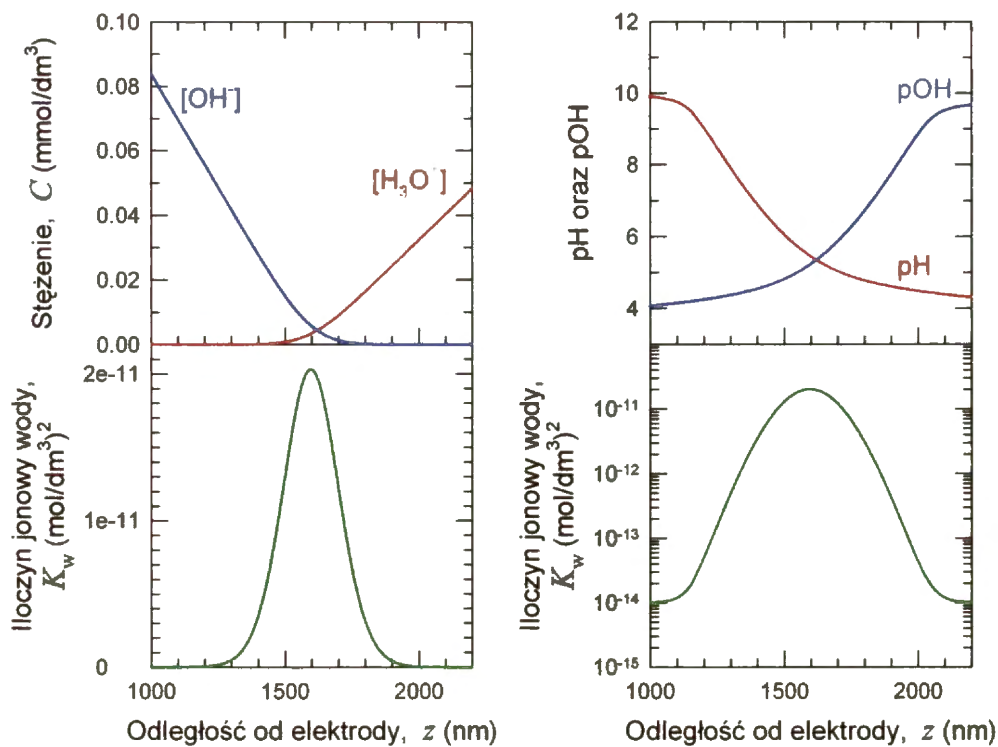 0.10
0.08
0.06
0.04
0.02
0.00
Stężenie, C (mmol/dm³)
[OH⁻]
[H₃O⁺]
12
10
8
6
4
pH oraz pOH
pOH
pH
2e-11
1e-11
0
Iloczyn jonowy wody,
K_w (mol/dm³)²
1000 1500 2000
Odległość od elektrody, z (nm)
10⁻¹¹
10⁻¹²
10⁻¹³
10⁻¹⁴
10⁻¹⁵
Iloczyn jonowy wody,
K_w (mol/dm³)²
1000 1500 2000
Odległość od elektrody, z (nm)